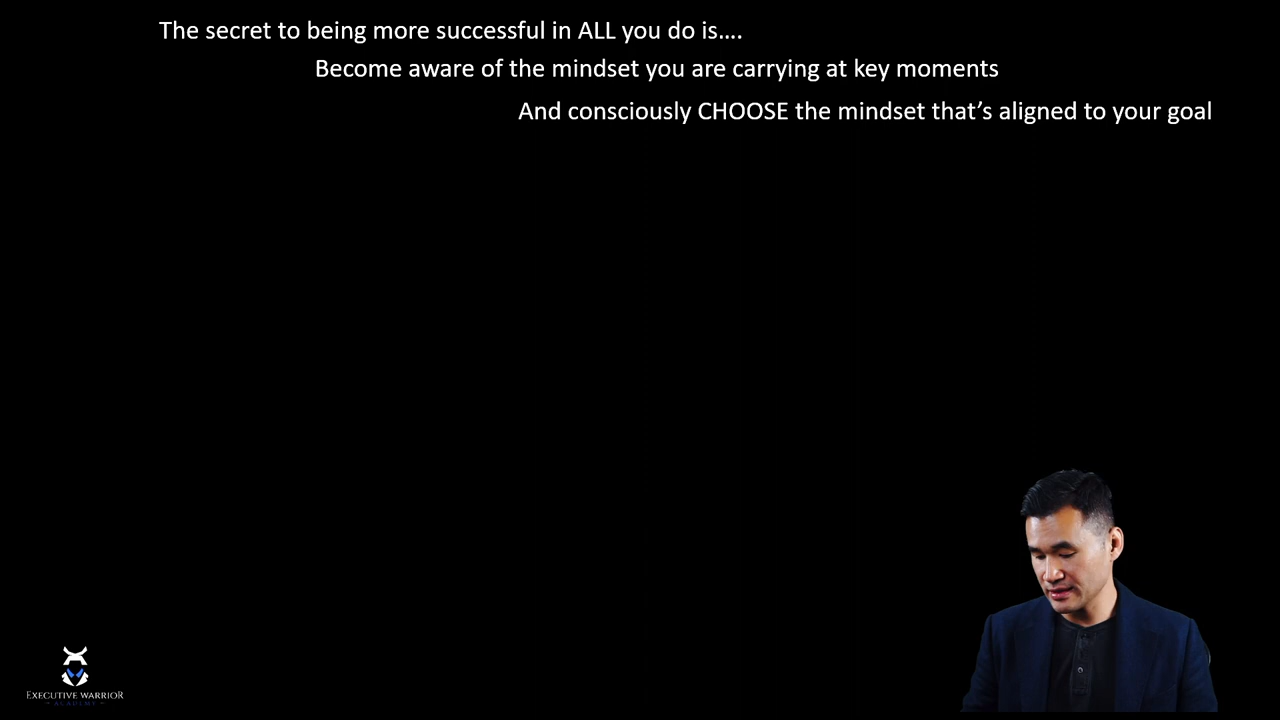 The secret to being more successful in ALL you do is….
Become aware of the mindset you are carrying at key moments
And consciously CHOOSE the mindset that’s aligned to your goal
EXECUTIVE WARRIOR
ACADEMY